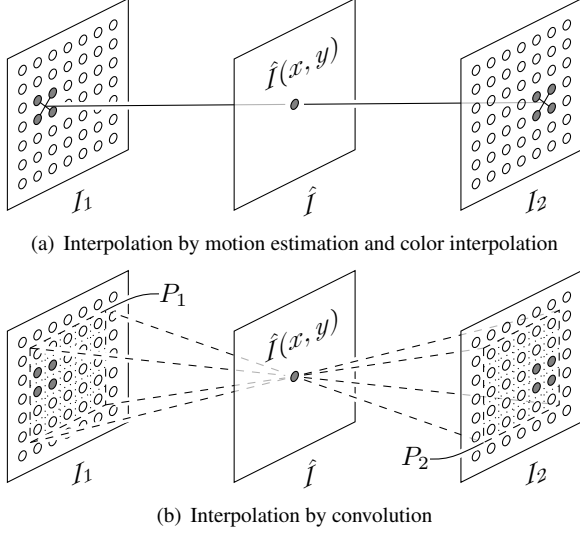 Î(x, y)
I1 Î I2
(a) Interpolation by motion estimation and color interpolation
P1
Î(x, y)
P2
I1 Î I2
(b) Interpolation by convolution